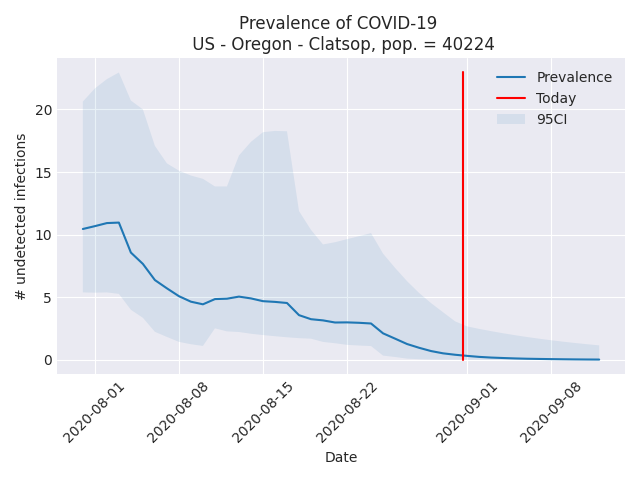 Prevalence of COVID-19
US - Oregon - Clatsop, pop. = 40224
Prevalence
Today
95CI
# undetected infections
20
15
10
5
0
2020-08-01
2020-08-08
2020-08-15
2020-08-22
2020-09-01
2020-09-08
Date